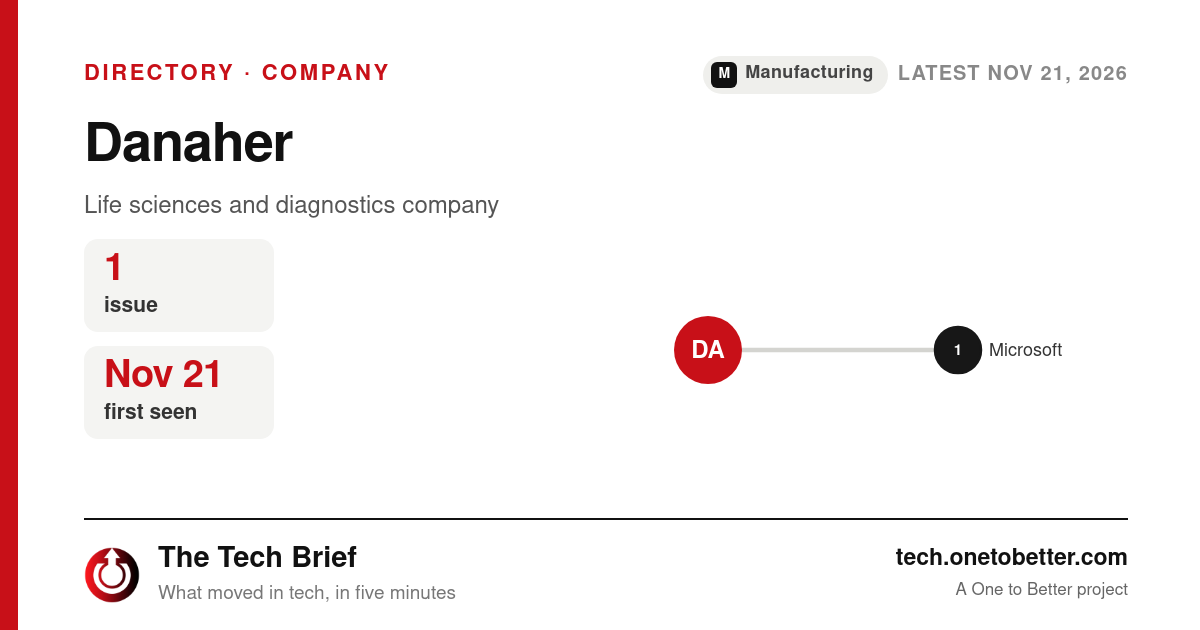 DIRECTORY · COMPANY
M Manufacturing LATEST NOV 21, 2026
Danaher
Life sciences and diagnostics company
1
issue
Nov 21
first seen
DA
1 Microsoft
The Tech Brief
What moved in tech, in five minutes
tech.onetobetter.com
A One to Better project